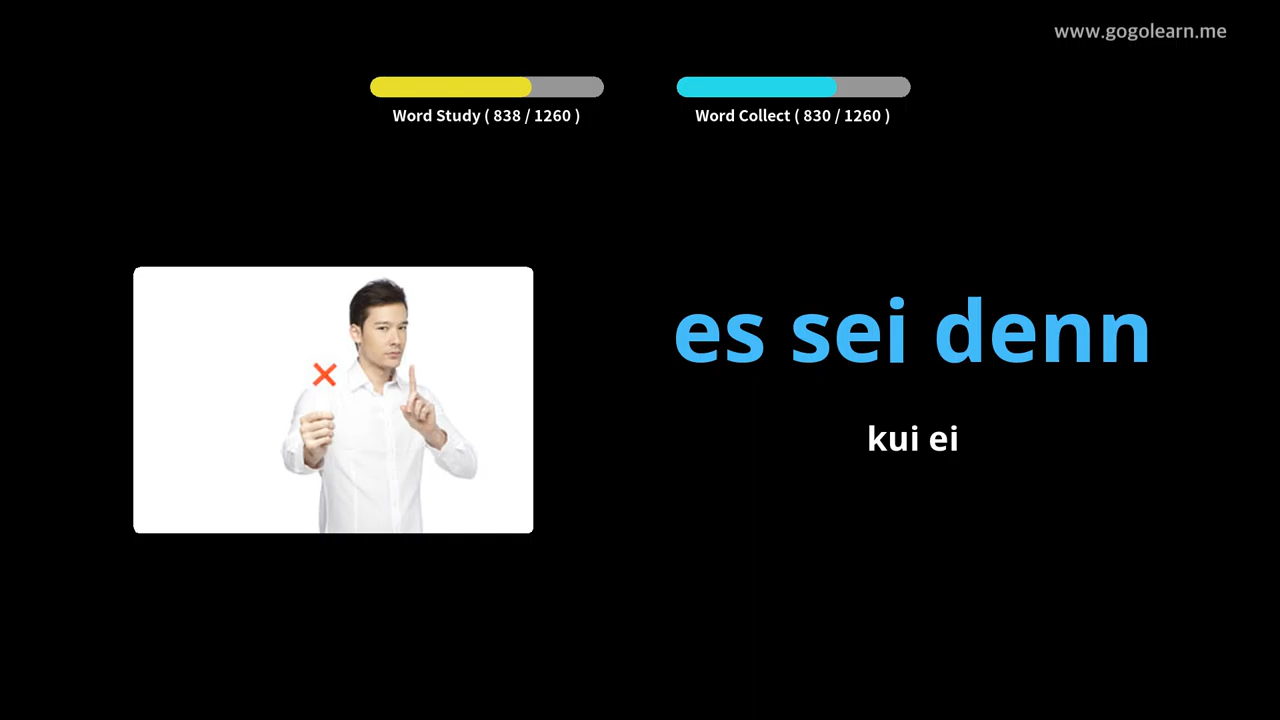 www.gogolearn.me
Word Study ( 838 / 1260 )
Word Collect ( 830 / 1260 )
es sei denn
kui ei